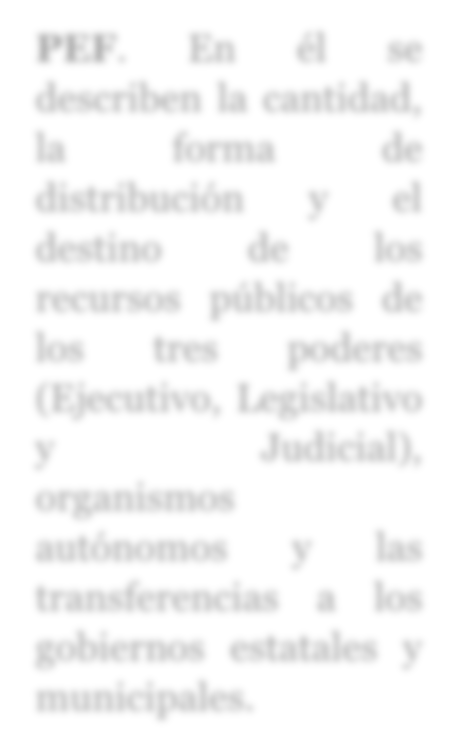 PEF. En él se
describen la cantidad,
la forma de
distribución y el
destino de los
recursos públicos de
los tres poderes
(Ejecutivo, Legislativo
y Judicial),
organismos
autónomos y las
transferencias a los
gobiernos estatales y
municipales.